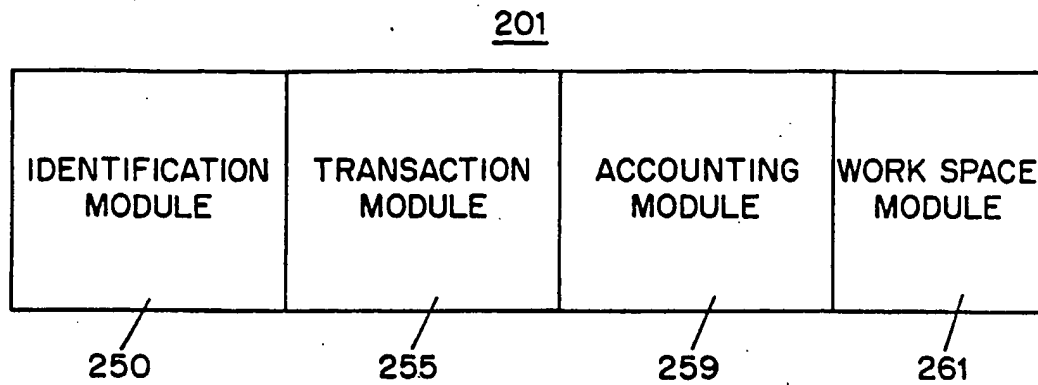 201
IDENTIFICATION MODULE
TRANSACTION MODULE
ACCOUNTING MODULE
WORK SPACE MODULE
250
255
259
261